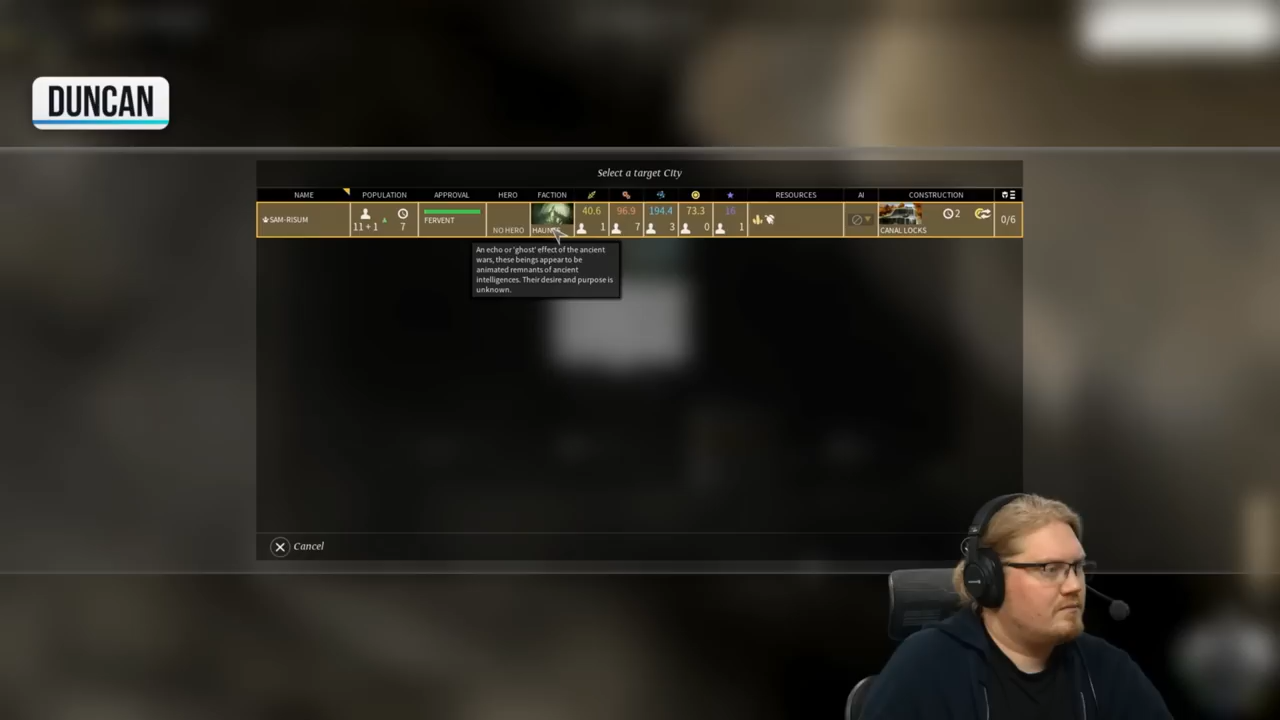 DUNCAN
Select a target City
NAME POPULATION APPROVAL HERO FACTION RESOURCES AI CONSTRUCTION
SAM-RISUM 11 + 1 7 FERVENT NO HERO HAUNTS 40.6 1 96.9 7 194.4 3 73.3 0 16 1 2 CANAL LOCKS 0/6
An echo or 'ghost' effect of the ancient
wars, these beings appear to be
animated remnants of ancient
intelligences. Their desire and purpose is
unknown.
Cancel